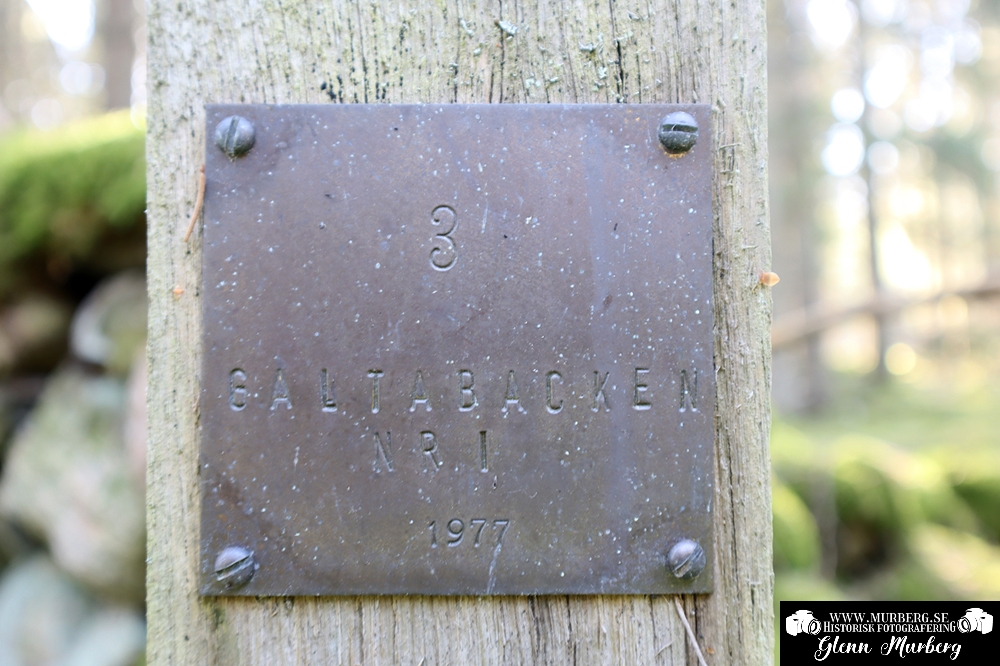 3
GALTABACKEN
NR I
1977
WWW.MURBERG.SE
HISTORISK FOTOGRAFERING
Glenn Murberg